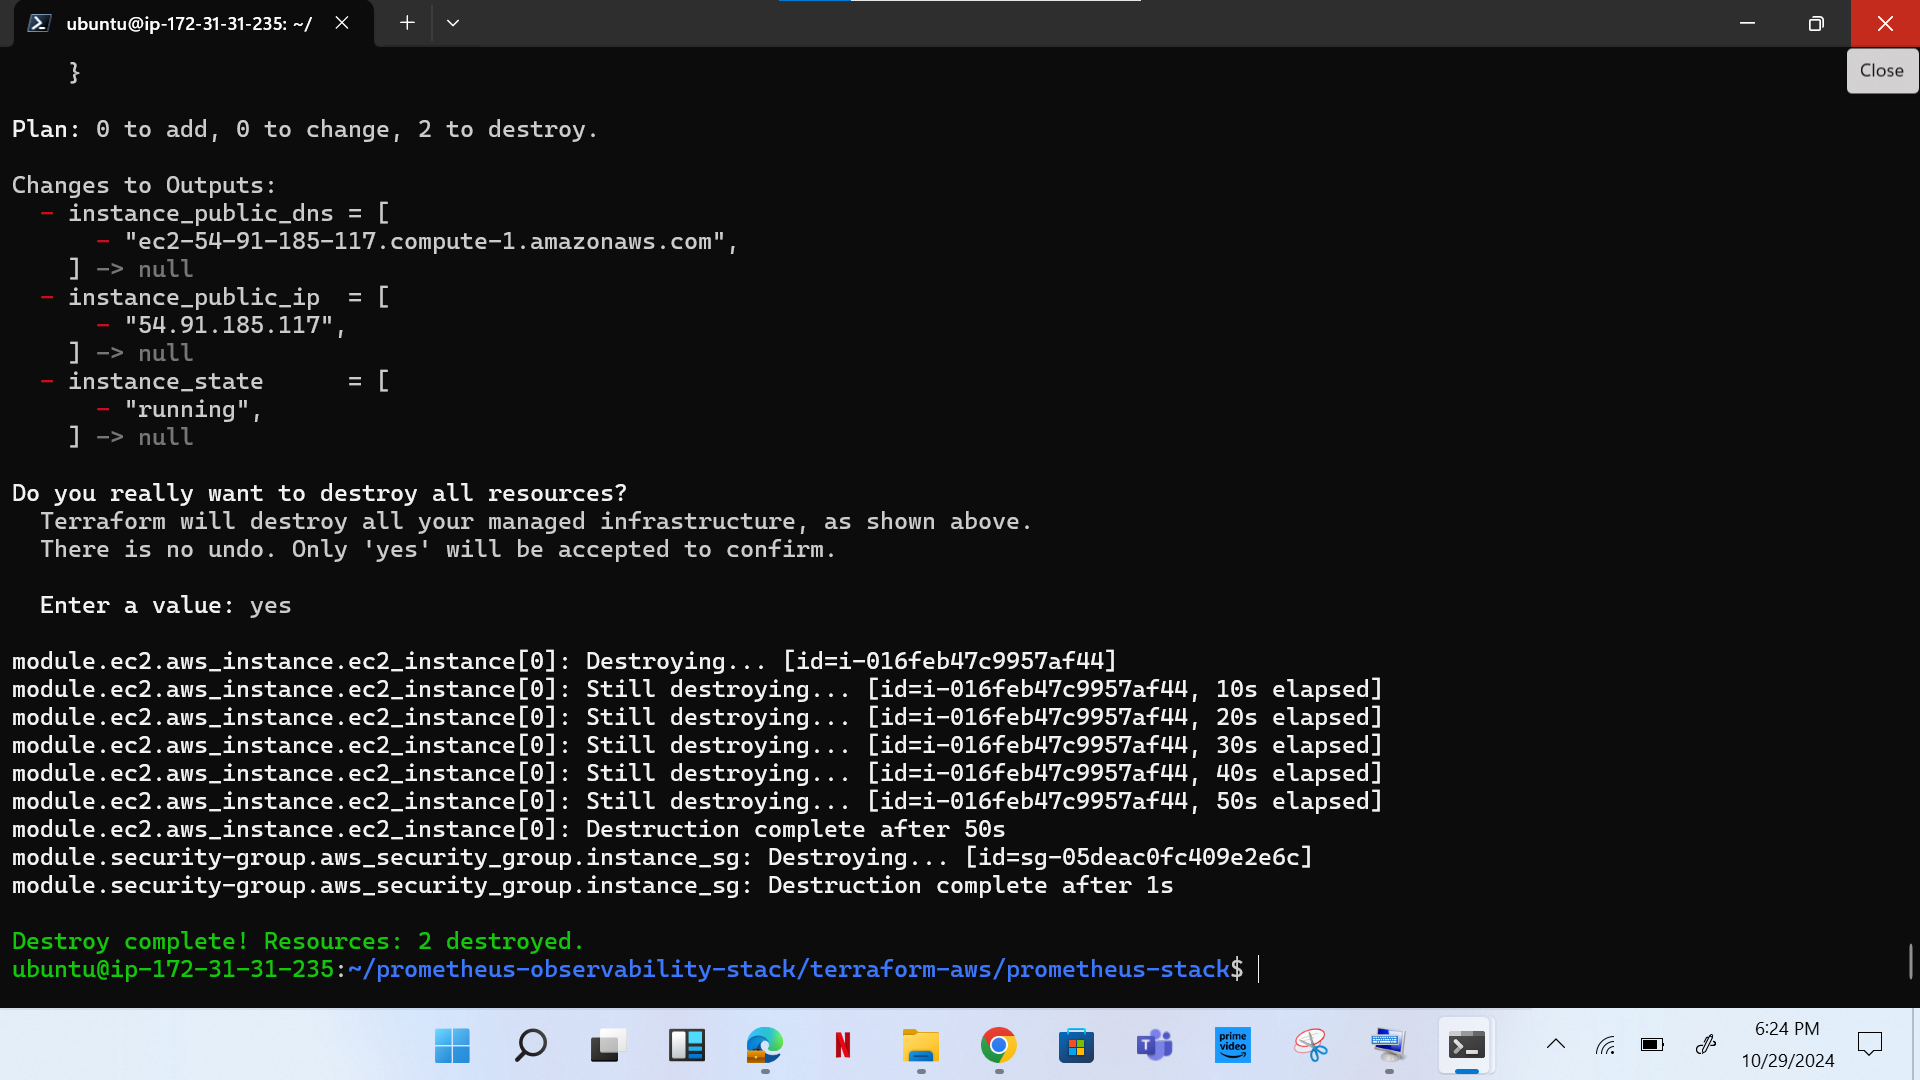 ubuntu@ip-172-31-31-235: ~/
Close
}
Plan: 0 to add, 0 to change, 2 to destroy.
Changes to Outputs:
- instance_public_dns = [
- "ec2-54-91-185-117.compute-1.amazonaws.com",
] -> null
- instance_public_ip  = [
- "54.91.185.117",
] -> null
- instance_state      = [
- "running",
] -> null
Do you really want to destroy all resources?
Terraform will destroy all your managed infrastructure, as shown above.
There is no undo. Only 'yes' will be accepted to confirm.
Enter a value: yes
module.ec2.aws_instance.ec2_instance[0]: Destroying... [id=i-016feb47c9957af44]
module.ec2.aws_instance.ec2_instance[0]: Still destroying... [id=i-016feb47c9957af44, 10s elapsed]
module.ec2.aws_instance.ec2_instance[0]: Still destroying... [id=i-016feb47c9957af44, 20s elapsed]
module.ec2.aws_instance.ec2_instance[0]: Still destroying... [id=i-016feb47c9957af44, 30s elapsed]
module.ec2.aws_instance.ec2_instance[0]: Still destroying... [id=i-016feb47c9957af44, 40s elapsed]
module.ec2.aws_instance.ec2_instance[0]: Still destroying... [id=i-016feb47c9957af44, 50s elapsed]
module.ec2.aws_instance.ec2_instance[0]: Destruction complete after 50s
module.security-group.aws_security_group.instance_sg: Destroying... [id=sg-05deac0fc409e2e6c]
module.security-group.aws_security_group.instance_sg: Destruction complete after 1s
Destroy complete! Resources: 2 destroyed.
ubuntu@ip-172-31-31-235:~/prometheus-observability-stack/terraform-aws/prometheus-stack$
N
T
prime
video
6:24 PM
10/29/2024